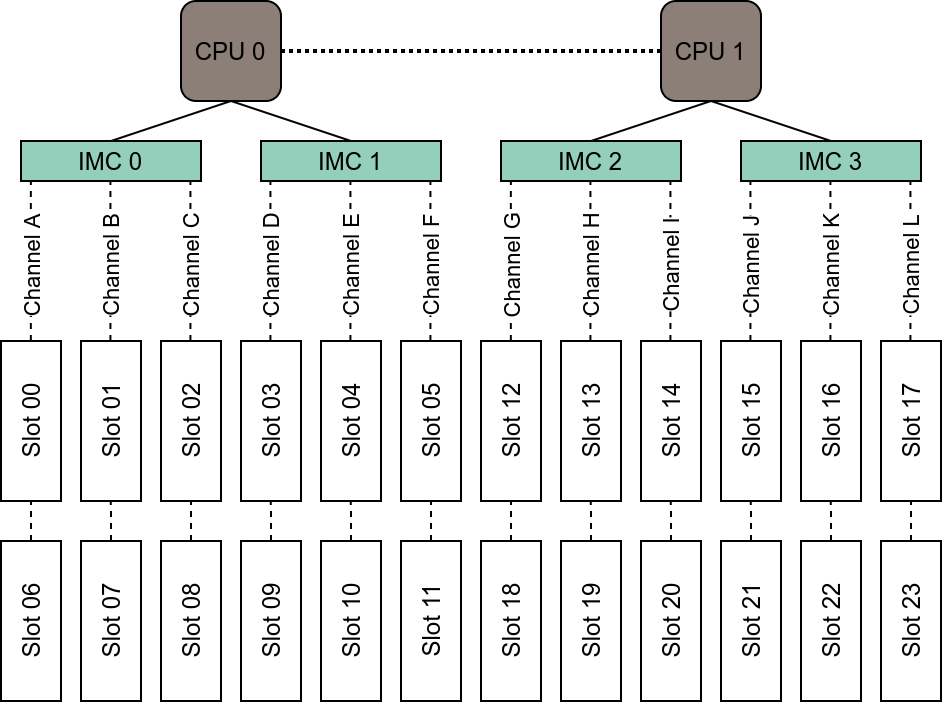 CPU 0
CPU 1
IMC 0
IMC 1
IMC 2
IMC 3
Channel A
Channel B
Channel C
Channel D
Channel E
Channel F
Channel G
Channel H
Channel I
Channel J
Channel K
Channel L
Slot 00
Slot 01
Slot 02
Slot 03
Slot 04
Slot 05
Slot 12
Slot 13
Slot 14
Slot 15
Slot 16
Slot 17
Slot 06
Slot 07
Slot 08
Slot 09
Slot 10
Slot 11
Slot 18
Slot 19
Slot 20
Slot 21
Slot 22
Slot 23